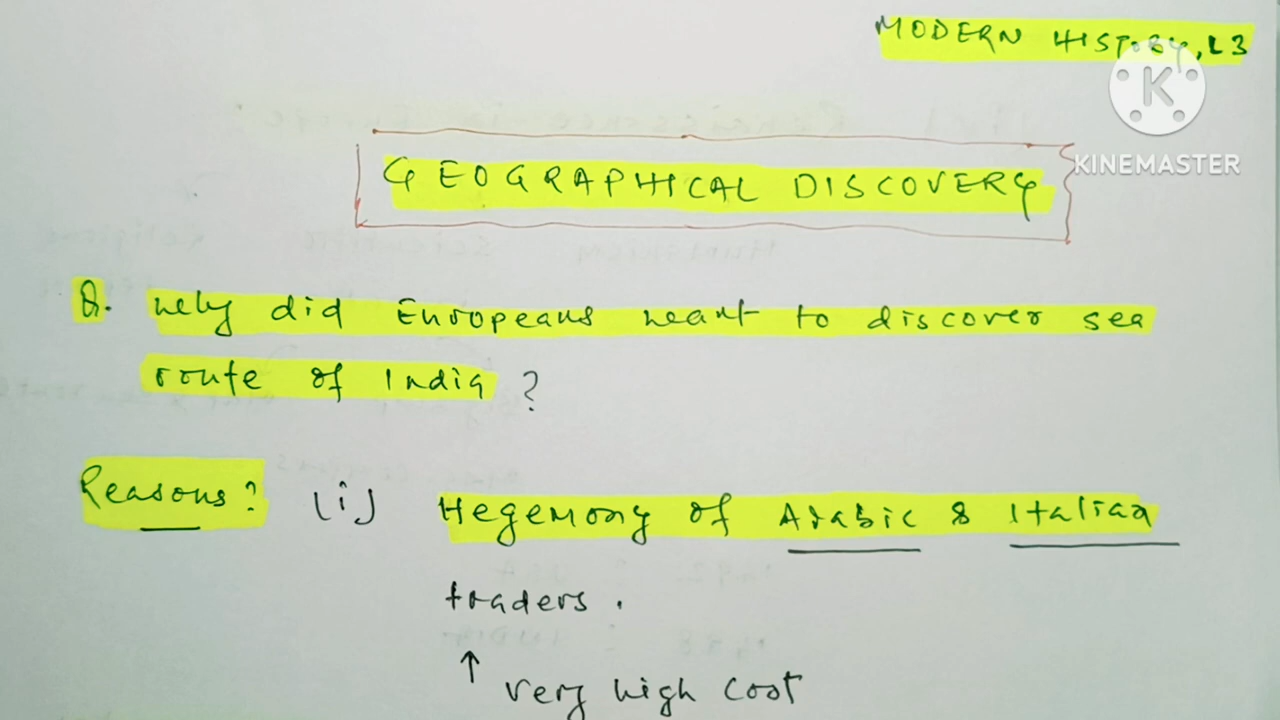 MODERN HISTORY, L3
KINEMASTER
GEOGRAPHICAL DISCOVERY
Q. Why did Europeans want to discover sea
route of India ?
Reasons? (i) Hegemony of Arabic & Italian
traders.
↑ very high cost